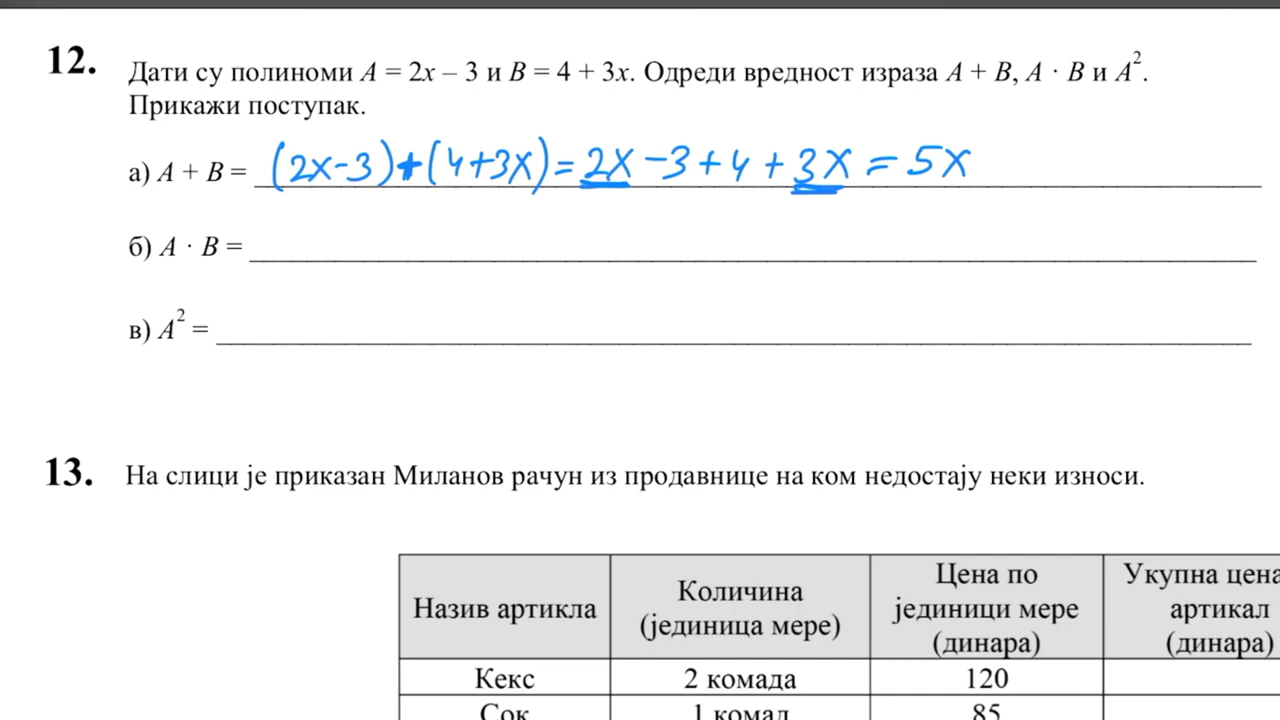 12. Дати су полиноми A = 2x – 3 и B = 4 + 3x. Одреди вредност израза A + B, A · B и A².
Прикажи поступак.
а) A + B = (2x-3)+(4+3x)=2x-3+4+3x=5x
б) A · B =
в) A² =
13. На слици је приказан Миланов рачун из продавнице на ком недостају неки износи.
Назив артикла
Количина
(јединица мере)
Цена по
јединици мере
(динара)
Укупна цена
артикал
(динара)
Кекс 2 комада 120
Сок 1 комад 85